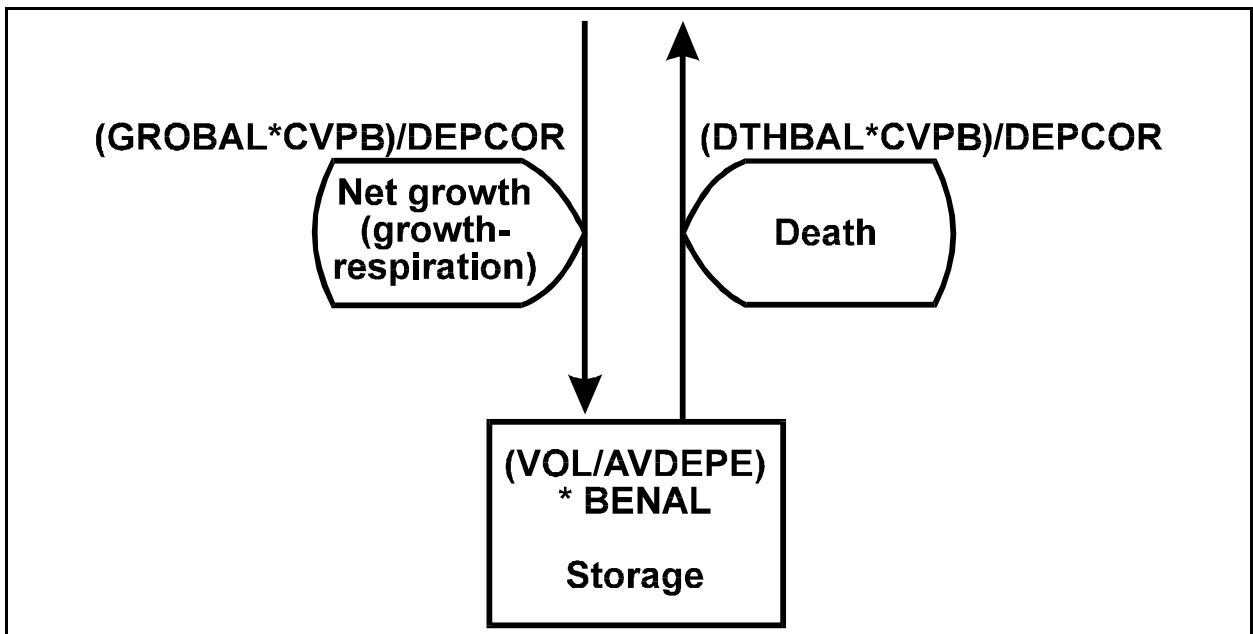 (GROBAL*CVPB)/DEPCOR
Net growth
(growth-
respiration)
(DTHBAL*CVPB)/DEPCOR
Death
(VOL/AVDEPE)
* BENAL
Storage